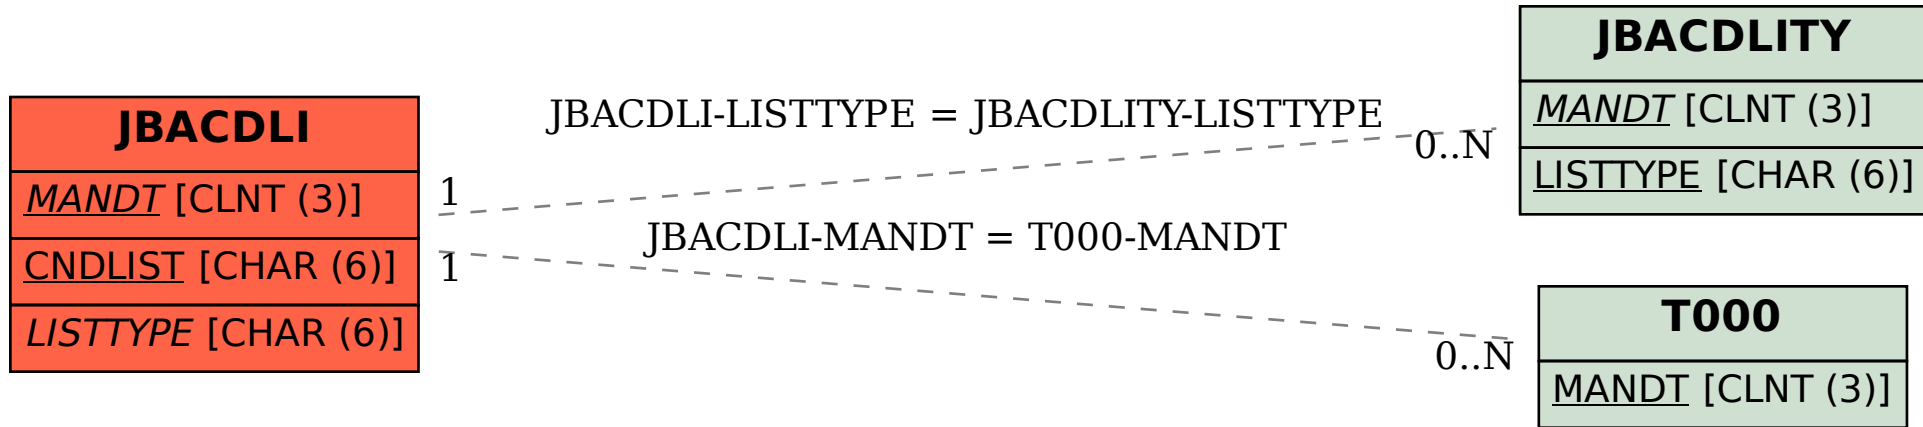 JBACDLI
MANDT [CLNT (3)]
CNDLIST [CHAR (6)]
LISTTYPE [CHAR (6)]
JBACDLI-LISTTYPE = JBACDLITY-LISTTYPE
1
0..N
JBACDLI-MANDT = T000-MANDT
1
0..N
JBACDLITY
MANDT [CLNT (3)]
LISTTYPE [CHAR (6)]
T000
MANDT [CLNT (3)]